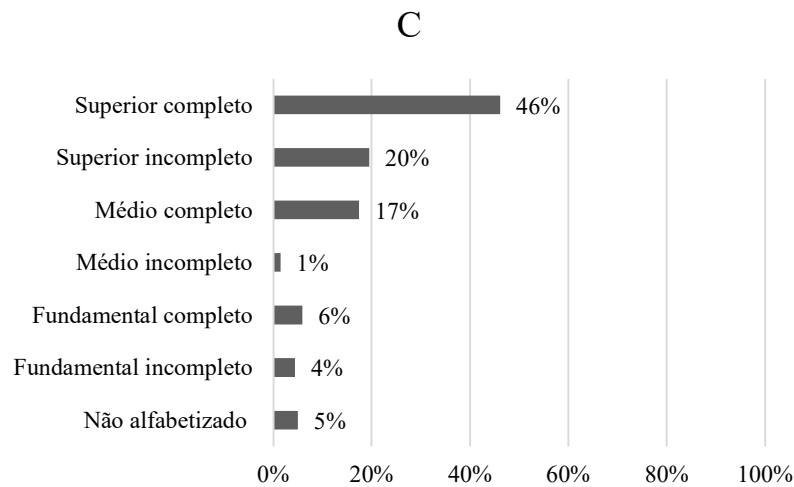 C
Superior completo 46%
Superior incompleto 20%
Médio completo 17%
Médio incompleto 1%
Fundamental completo 6%
Fundamental incompleto 4%
Não alfabetizado 5%
0% 20% 40% 60% 80% 100%